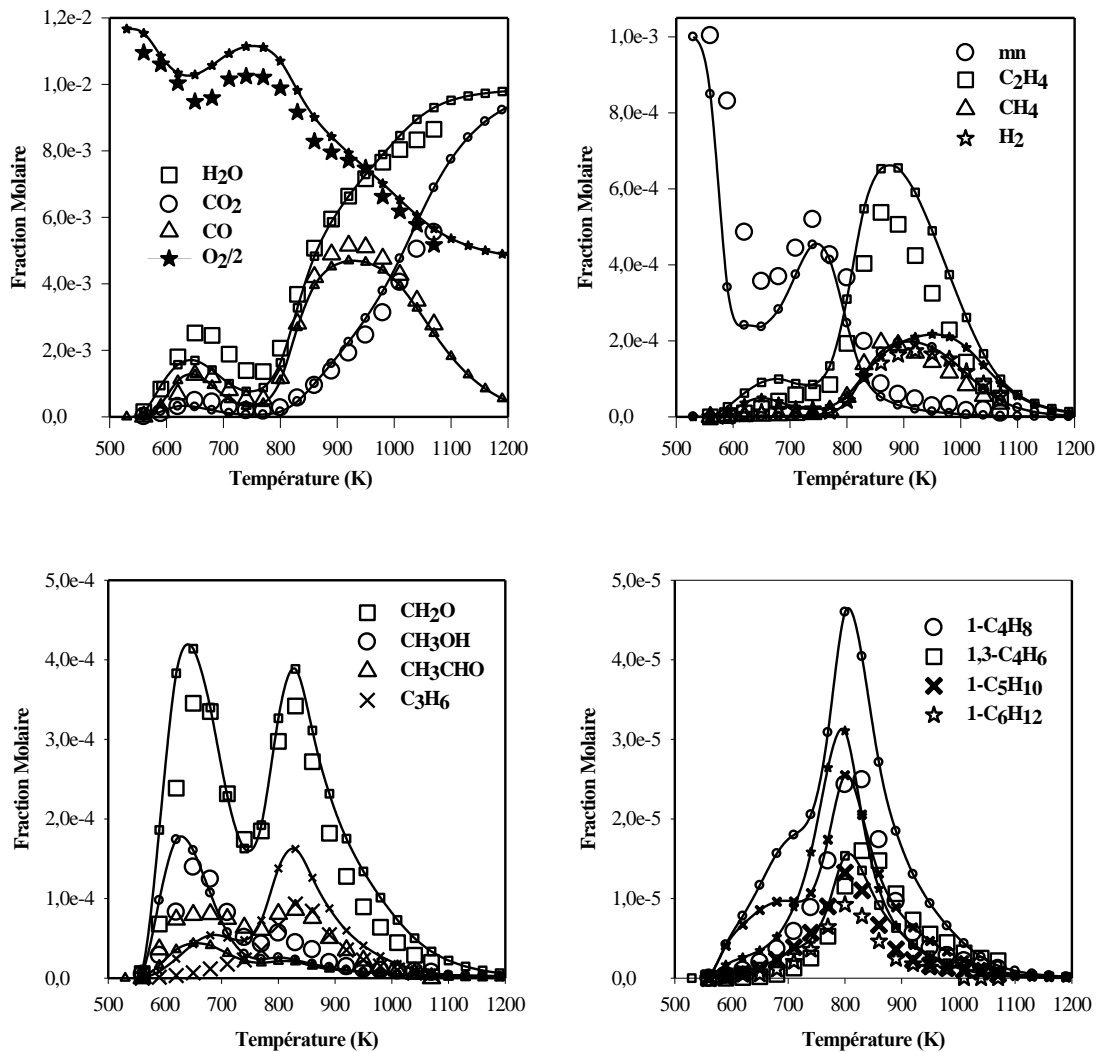 Fraction Molaire
1,2e-2
1,0e-2
8,0e-3
6,0e-3
4,0e-3
2,0e-3
0,0
H2O
CO2
CO
O2/2
500 600 700 800 900 1000 1100 1200
Température (K)
Fraction Molaire
1,0e-3
8,0e-4
6,0e-4
4,0e-4
2,0e-4
0,0
mn
C2H4
CH4
H2
500 600 700 800 900 1000 1100 1200
Température (K)
Fraction Molaire
5,0e-4
4,0e-4
3,0e-4
2,0e-4
1,0e-4
0,0
CH2O
CH3OH
CH3CHO
C3H6
500 600 700 800 900 1000 1100 1200
Température (K)
Fraction Molaire
5,0e-5
4,0e-5
3,0e-5
2,0e-5
1,0e-5
0,0
1-C4H8
1,3-C4H6
1-C5H10
1-C6H12
500 600 700 800 900 1000 1100 1200
Température (K)